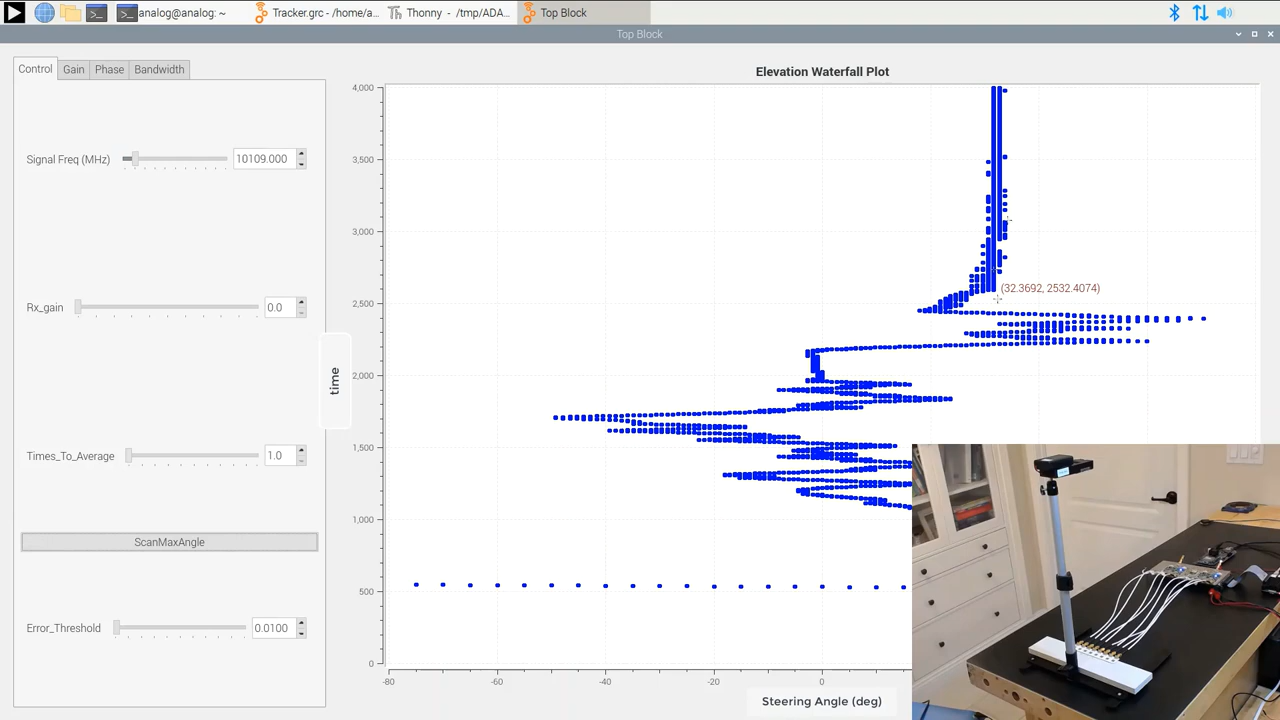 analog@analog: ~
Tracker.grc - /home/a...
Thonny - /tmp/ADA...
Top Block
Top Block
Control
Gain
Phase
Bandwidth
Elevation Waterfall Plot
Signal Freq (MHz)
10109.000
Rx_gain
0.0
Times_To_Average
1.0
ScanMaxAngle
Error_Threshold
0.0100
time
4,000
3,500
3,000
2,500
2,000
1,500
1,000
500
0
(32.3692, 2532.4074)
-80
-60
-40
-20
0
Steering Angle (deg)